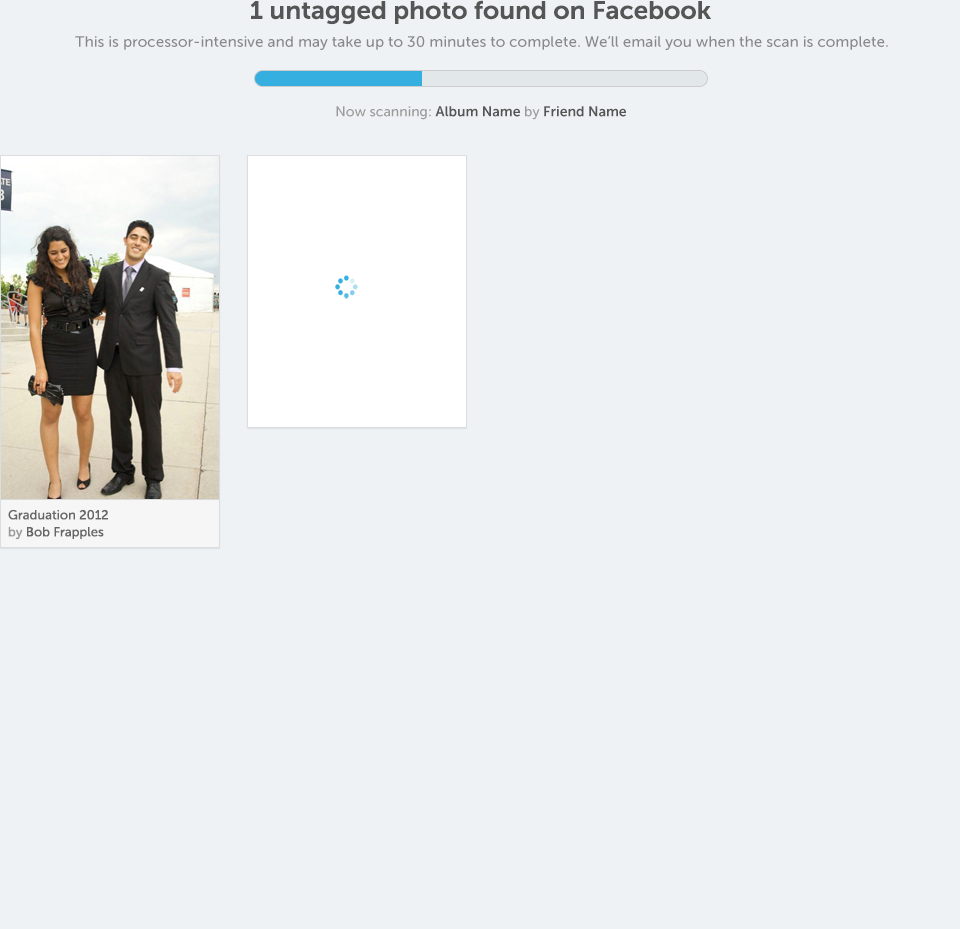 1 untagged photo found on Facebook
This is processor-intensive and may take up to 30 minutes to complete. We’ll email you when the scan is complete.
Now scanning: Album Name by Friend Name
Graduation 2012
by Bob Frapples